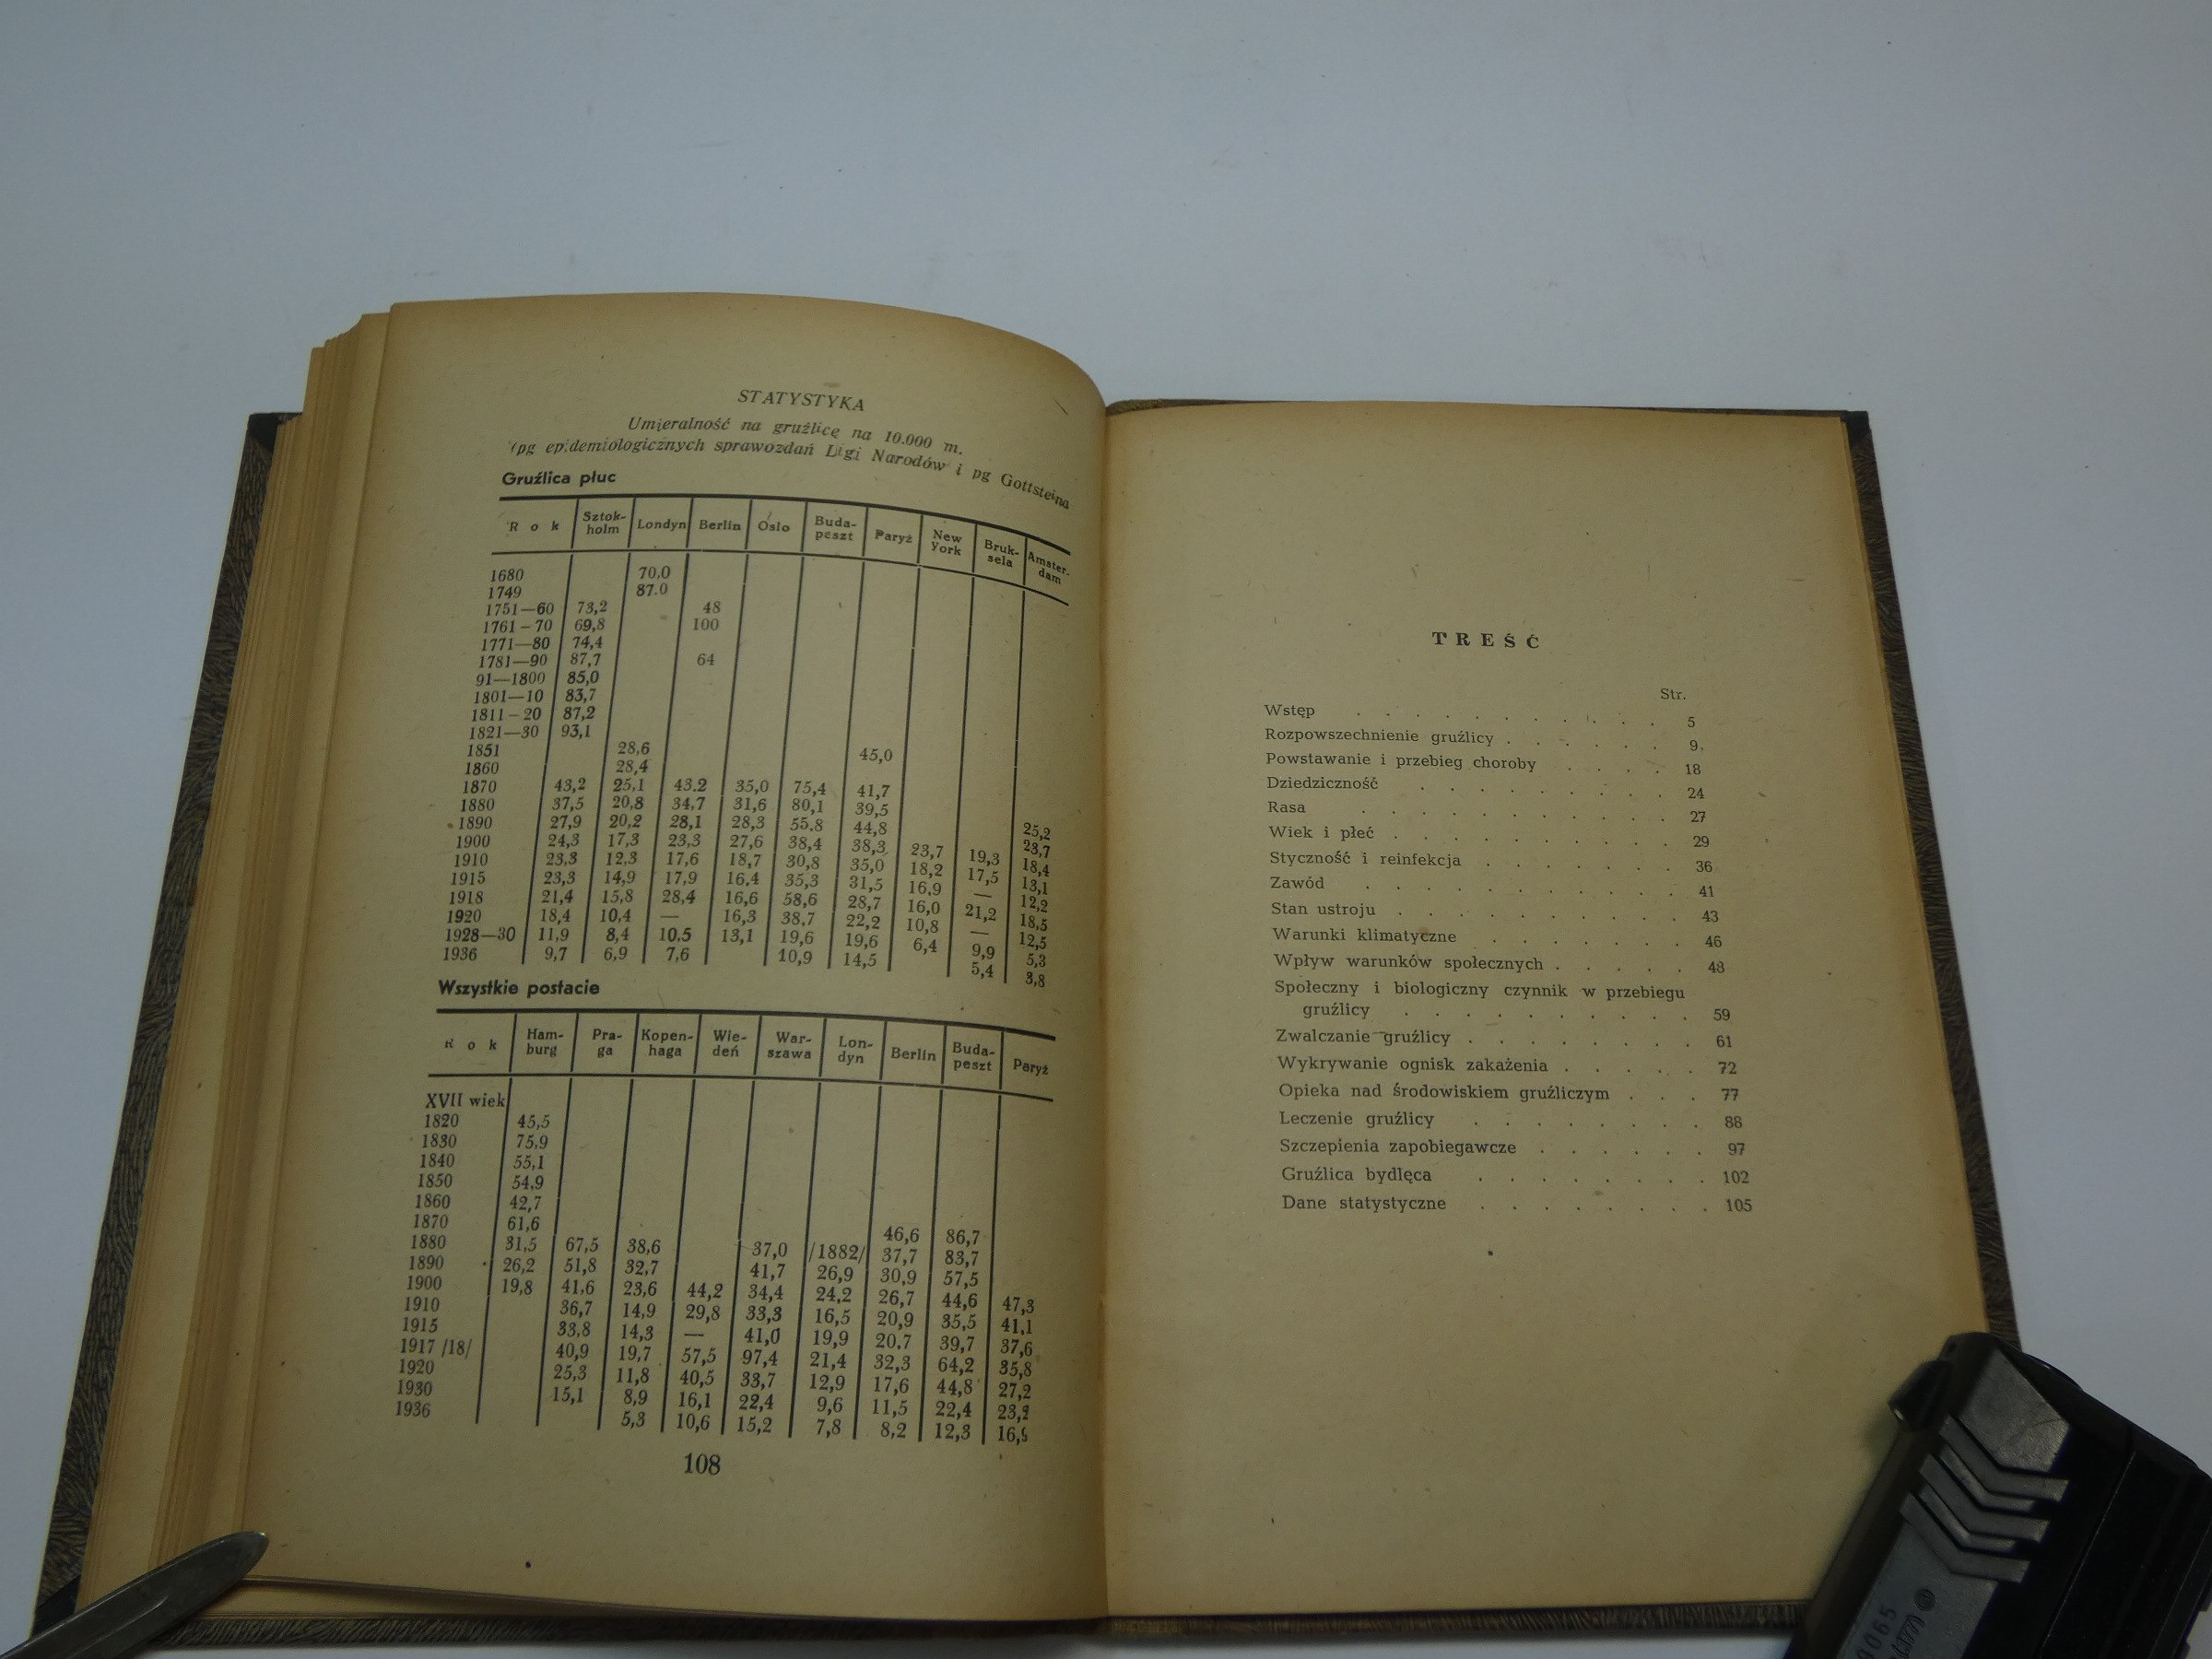 STATYSTYKA
Umieralność na gruźlicę na 10.000 m.
(pg epidemiologicznych sprawozdań Ligi Narodów i pg Gottsteina
Gruźlica płuc
Rok Sztok-holm Londyn Berlin Oslo Buda-peszt Paryż New York Bruk-sela Amster-dam
1680 70,0
1749 87.0
1751—60 73,2 48
1761–70 69,8 100
1771—80 74,4
1781—90 87,7 64
91—1800 85,0
1801—10 83,7
1811–20 87,2
1821—30 93,1
1851 28,6 45,0
1860 28,4
1870 43,2 25,1 43.2 35,0 75,4 41,7
1880 37,5 20,8 34,7 31,6 80,1 39,5
1890 27,9 20,2 28,1 28,3 55.8 44,8 25,2
1900 24,3 17,3 23,3 27,6 38,4 38,3 23,7 19,3 23,7
1910 23,3 12,3 17,6 18,7 30,8 35,0 18,2 17,5 18,4
1915 23,3 14,9 17,9 16,4 35,3 31,5 16,9 — 13,1
1918 21,4 15,8 28,4 16,6 58,6 28,7 16,0 21,2 12,2
1920 18,4 10,4 — 16,3 38,7 22,2 10,8 — 18,5
1928—30 11,9 8,4 10.5 13,1 19,6 19,6 6,4 9,9 12,5
1936 9,7 6,9 7,6 10,9 14,5 5,4 5,3
3,8
Wszystkie postacie
Rok Ham-burg Pra-ga Kopen-haga Wie-deń War-szawa Lon-dyn Berlin Buda-peszt Paryż
XVII wiek
1820 45,5
1830 75,9
1840 55,1
1850 54,9
1860 42,7
1870 61,6 46,6 86,7
1880 31,5 67,5 38,6 37,0 /1882/ 37,7 83,7
1890 26,2 51,8 32,7 41,7 26,9 30,9 57,5
1900 19,8 41,6 23,6 44,2 34,4 24,2 26,7 44,6 47,3
1910 36,7 14,9 29,8 33,3 16,5 20,9 35,5 41,1
1915 33,8 14,3 — 41,0 19,9 20.7 39,7 37,6
1917 /18/ 40,9 19,7 57,5 97,4 21,4 32,3 64,2 35,8
1920 25,3 11,8 40,5 33,7 12,9 17,6 44,8 27,2
1930 15,1 8,9 16,1 22,4 9,6 11,5 22,4
1936 5,3 10,6 15,2 7,8 8,2 12,3
108
TREŚĆ
Str.
Wstęp . . . . . . . . . . 5
Rozpowszechnienie gruźlicy . . . . . . 9
Powstawanie i przebieg choroby . . . . 18
Dziedziczność . . . . . . . . . 24
Rasa . . . . . . . . . . . 27
Wiek i płeć . . . . . . . . . . 29
Styczność i reinfekcja . . . . . . . 36
Zawód . . . . . . . . . . . 41
Stan ustroju . . . . . . . . . . 43
Warunki klimatyczne . . . . . . . 46
Wpływ warunków społecznych . . . . . 48
Społeczny i biologiczny czynnik w przebiegu
gruźlicy . . . . . . . . . . 59
Zwalczanie gruźlicy . . . . . . . . 61
Wykrywanie ognisk zakażenia . . . . . 72
Opieka nad środowiskiem gruźliczym . . . 77
Leczenie gruźlicy . . . . . . . . 88
Szczepienia zapobiegawcze . . . . . . 97
Gruźlica bydlęca . . . . . . . . 102
Dane statystyczne . . . . . . . . 105